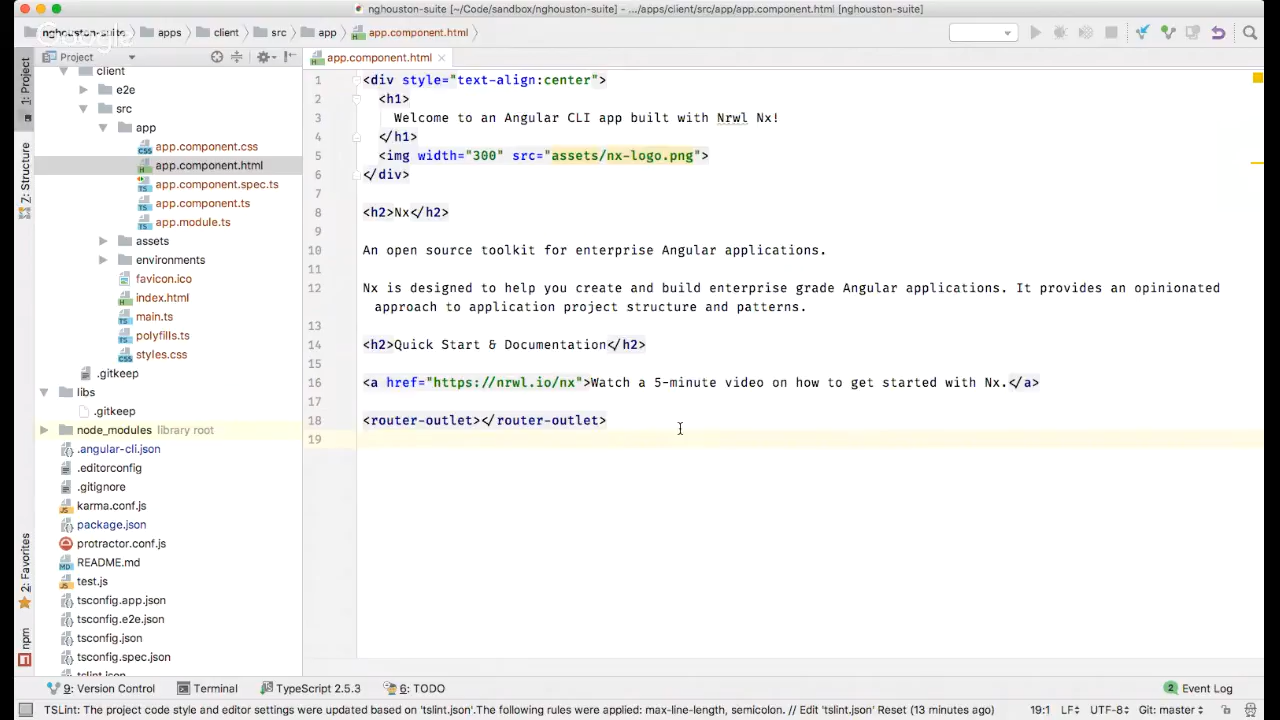 nghouston-suite [~/Code/sandbox/nghouston-suite] - .../apps/client/src/app/app.component.html [nghouston-suite]
nghouston-suite apps client src app app.component.html
Google
Project
app.component.html
1: Project
Z: Structure
2: Favorites
npm
client
e2e
src
app
app.component.css
app.component.html
app.component.spec.ts
app.component.ts
app.module.ts
assets
environments
favicon.ico
index.html
main.ts
polyfills.ts
styles.css
.gitkeep
libs
.gitkeep
node_modules library root
.angular-cli.json
.editorconfig
.gitignore
karma.conf.js
package.json
protractor.conf.js
README.md
test.js
tsconfig.app.json
tsconfig.e2e.json
tsconfig.json
tsconfig.spec.json
tslint.json
1 <div style="text-align:center">
2 <h1>
3 Welcome to an Angular CLI app built with Nrwl Nx!
4 </h1>
5 <img width="300" src="assets/nx-logo.png">
6 </div>
7
8 <h2>Nx</h2>
9
10 An open source toolkit for enterprise Angular applications.
11
12 Nx is designed to help you create and build enterprise grade Angular applications. It provides an opinionated
approach to application project structure and patterns.
13
14 <h2>Quick Start & Documentation</h2>
15
16 <a href="https://nrwl.io/nx">Watch a 5-minute video on how to get started with Nx.</a>
17
18 <router-outlet></router-outlet>
19
9: Version Control Terminal TypeScript 2.5.3 6: TODO 2 Event Log
TSLint: The project code style and editor settings were updated based on 'tslint.json'.The following rules were applied: max-line-length, semicolon. // Edit 'tslint.json' Reset (13 minutes ago) 19:1 LF UTF-8 Git: master